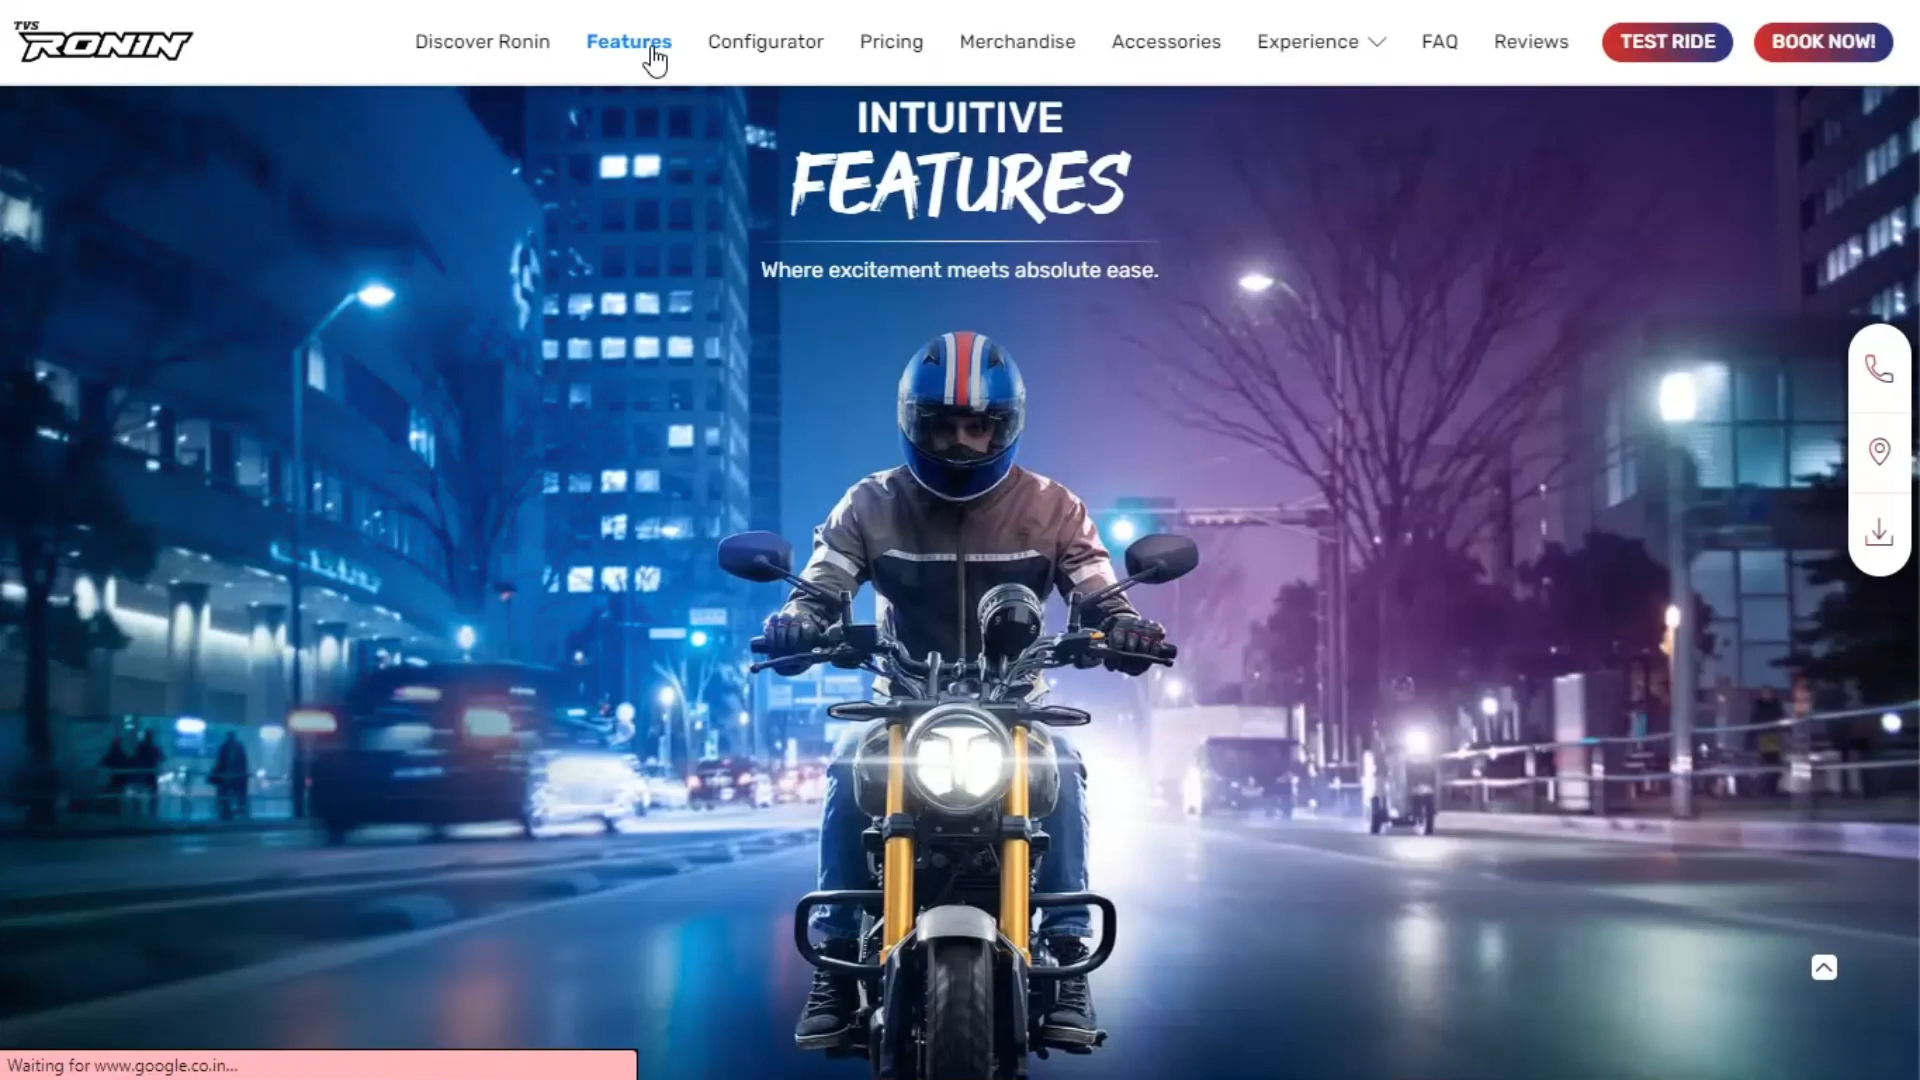 TVS
RONIN
Discover Ronin
Features
Configurator
Pricing
Merchandise
Accessories
Experience
FAQ
Reviews
TEST RIDE
BOOK NOW!
INTUITIVE
FEATURES
Where excitement meets absolute ease.
Waiting for www.google.co.in...